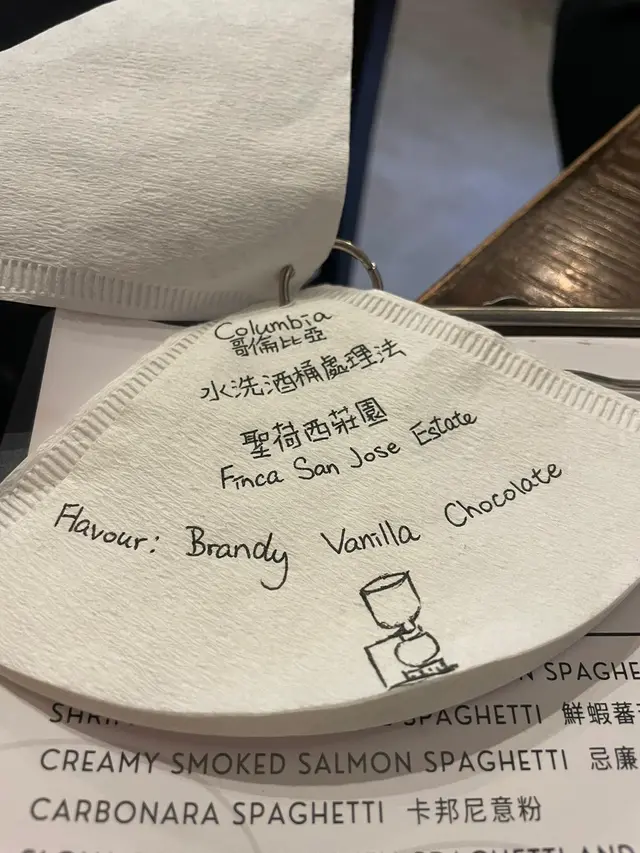 Columbia
哥倫比亞
水洗酒桶處理法
聖荷西莊園
Finca San Jose Estate
Flavour: Brandy Vanilla Chocolate
SPAGHETTI 鮮蝦
CREAMY SMOKED SALMON SPAGHETTI 忌廉
CARBONARA SPAGHETTI 卡邦尼意粉